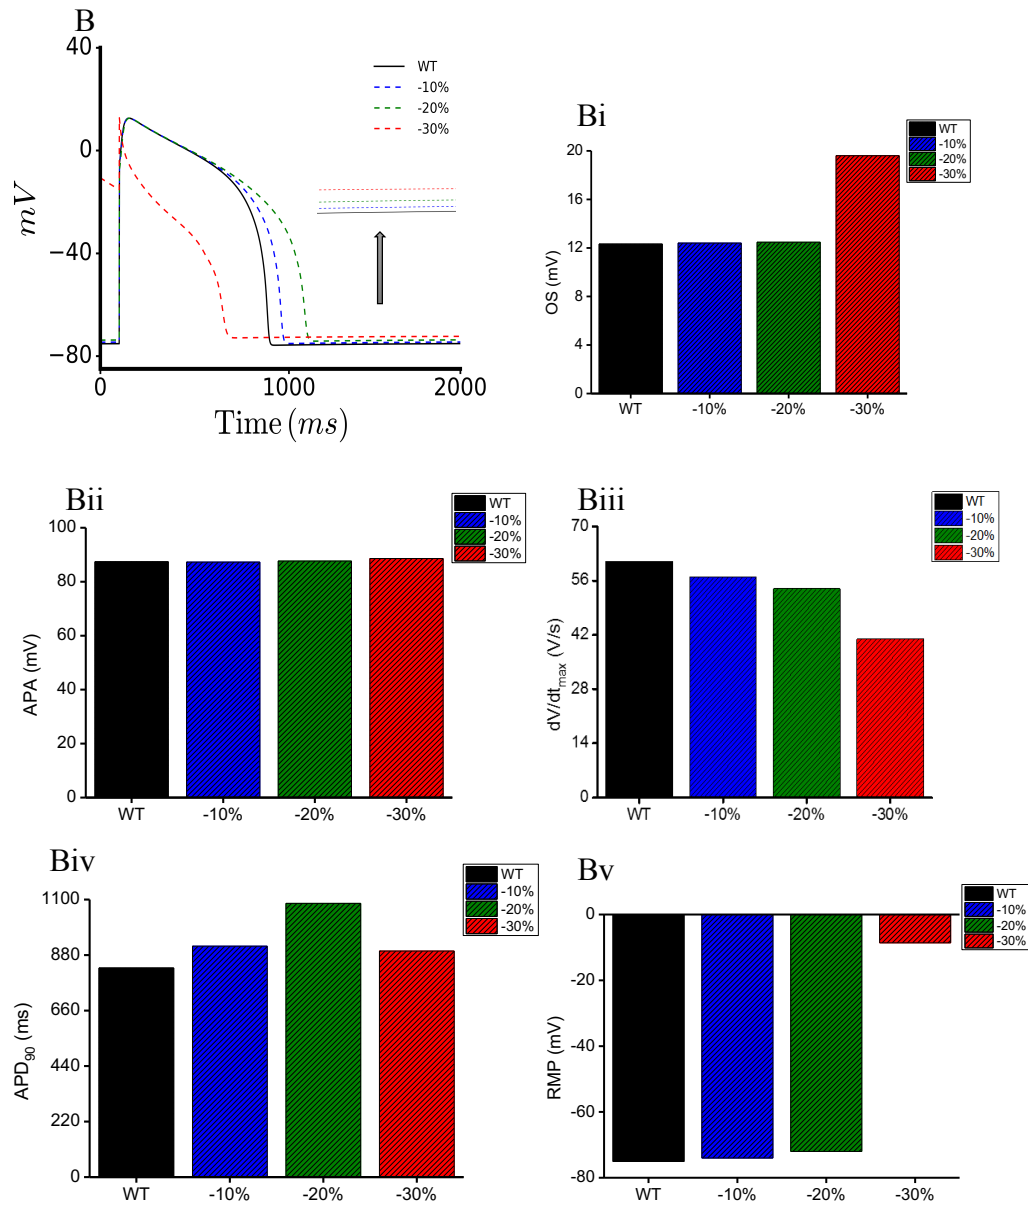 B
40
0
−40
−80
mV
0
1000
2000
Time (ms)
WT
-10%
-20%
-30%
Bi
WT
-10%
-20%
-30%
20
16
12
8
4
0
OS (mV)
WT -10% -20% -30%
Bii
WT
-10%
-20%
-30%
100
80
60
40
20
0
APA (mV)
WT -10% -20% -30%
Biii
WT
-10%
-20%
-30%
70
56
42
28
14
0
dV/dtmax (V/s)
WT -10% -20% -30%
Biv
WT
-10%
-20%
-30%
1100
880
660
440
220
0
APD90 (ms)
WT -10% -20% -30%
Bv
WT
-10%
-20%
-30%
0
-20
-40
-60
-80
RMP (mV)
WT -10% -20% -30%